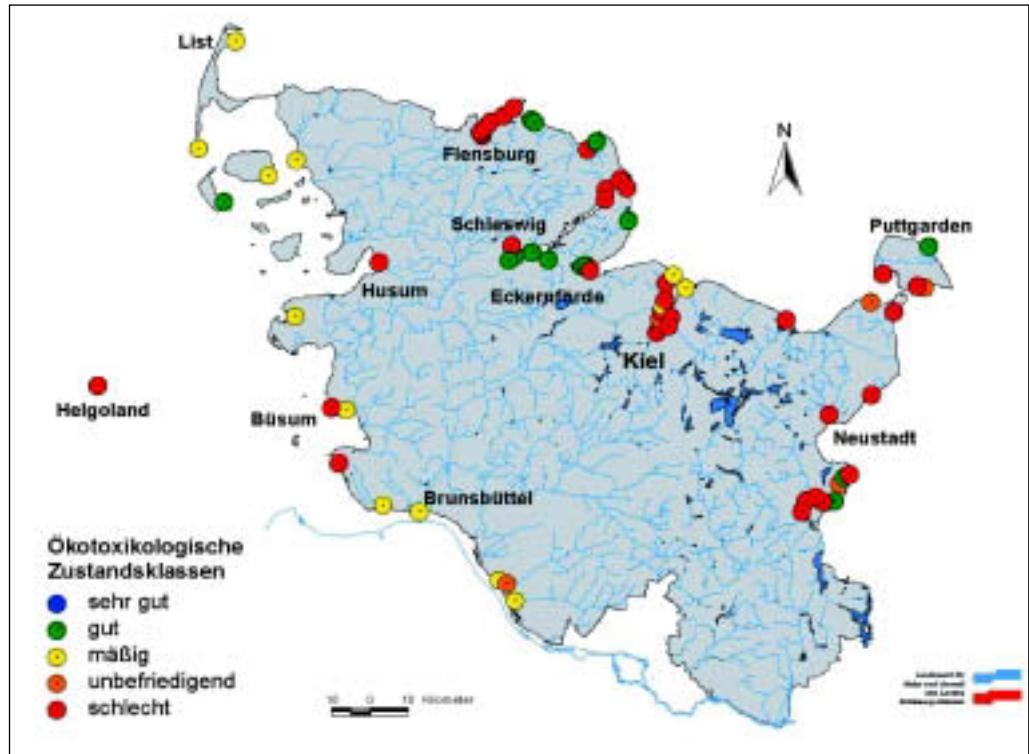 List
Flensburg
N
Schleswig
Puttgarden
Husum
Eckernförde
Kiel
Helgoland
Büsum
Neustadt
Brunsbüttel
Ökotoxikologische
Zustandsklassen
sehr gut
gut
mäßig
unbefriedigend
schlecht
10 0 10 Kilometer